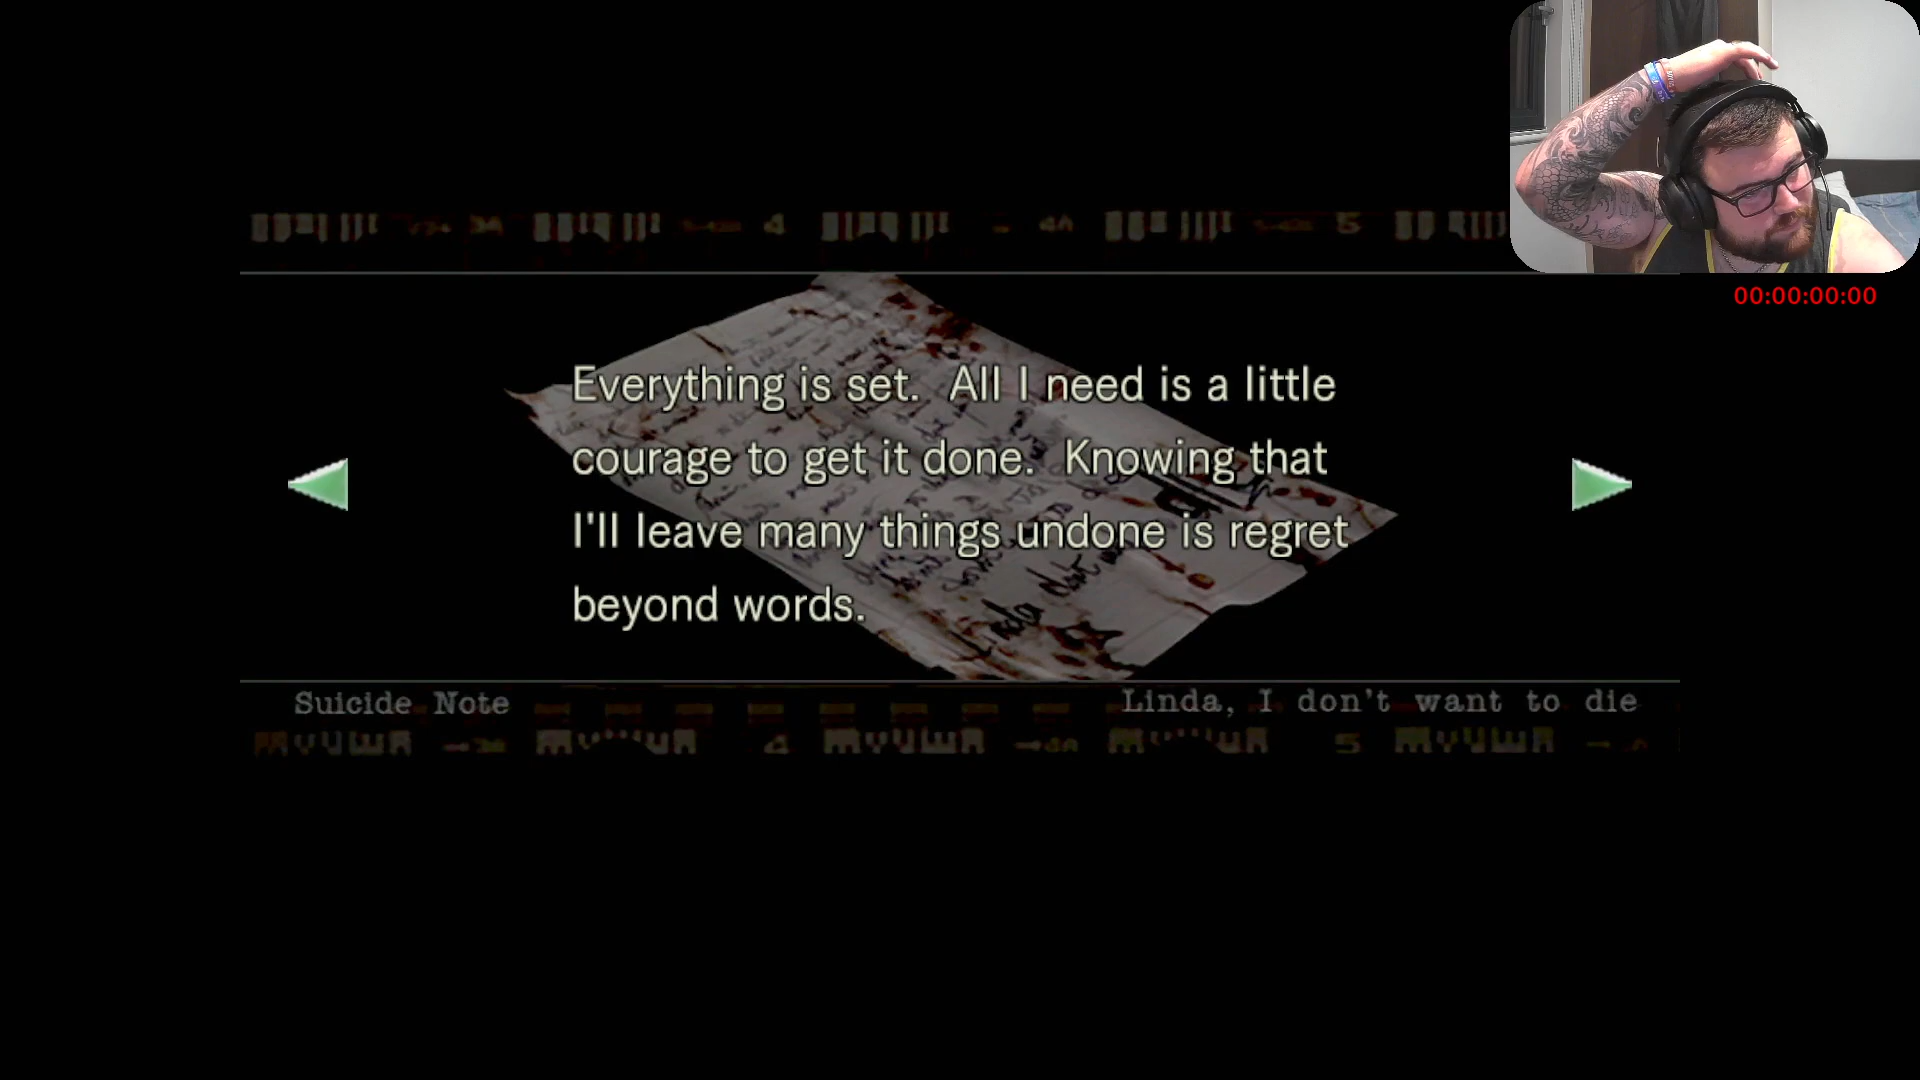 00:00:00:00
Everything is set. All I need is a little
courage to get it done. Knowing that
I'll leave many things undone is regret
beyond words.
Suicide Note
Linda, I don't want to die